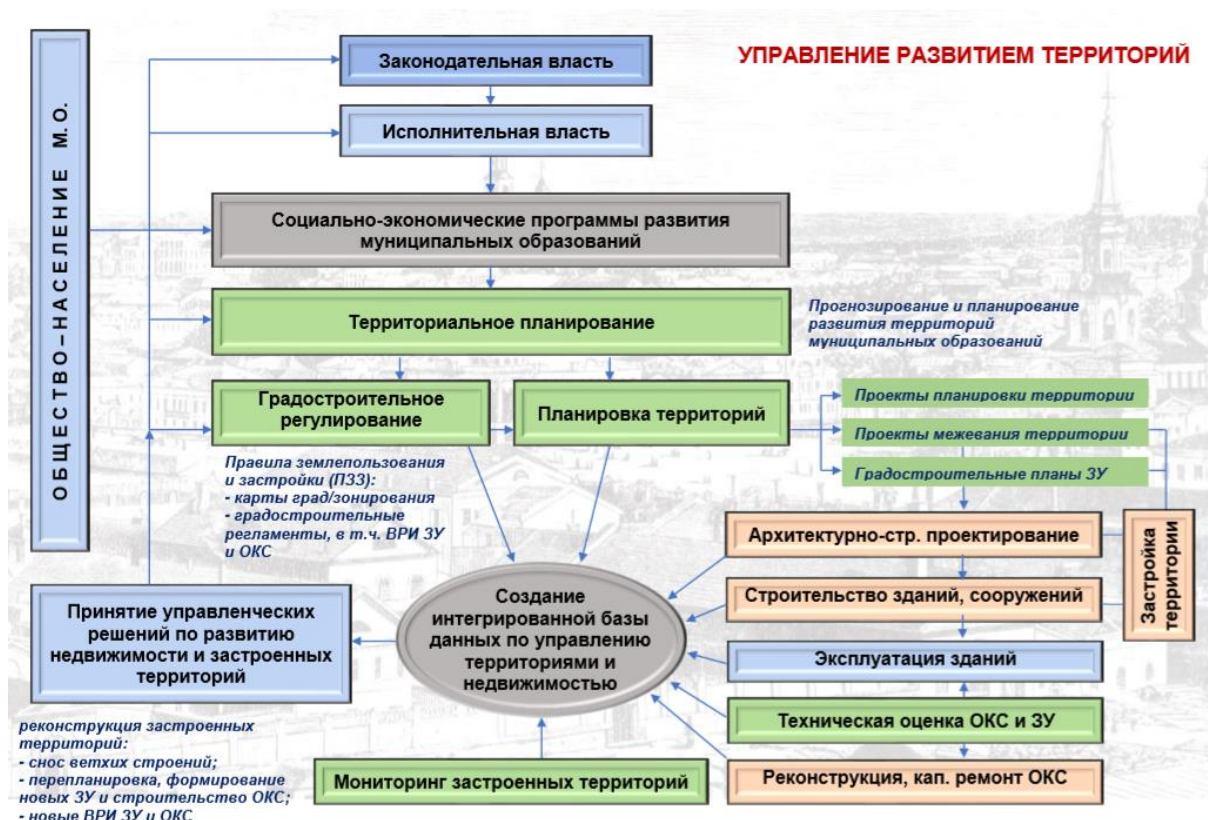 УПРАВЛЕНИЕ РАЗВИТИЕМ ТЕРРИТОРИЙ
ОБЩЕСТВО–НАСЕЛЕНИЕ М. О.
Законодательная власть
Исполнительная власть
Социально-экономические программы развития
муниципальных образований
Территориальное планирование
Прогнозирование и планирование
развития территорий
муниципальных образований
Градостроительное
регулирование
Планировка территорий
Проекты планировки территории
Проекты межевания территории
Градостроительные планы ЗУ
Правила землепользования
и застройки (ПЗЗ):
- карты град/зонирования
- градостроительные
регламенты, в т.ч. ВРИ ЗУ
и ОКС
Архитектурно-стр. проектирование
Строительство зданий, сооружений
Застройка
территории
Эксплуатация зданий
Техническая оценка ОКС и ЗУ
Реконструкция, кап. ремонт ОКС
Создание
интегрированной базы
данных по управлению
территориями и
недвижимостью
Принятие управленческих
решений по развитию
недвижимости и застроенных
территорий
реконструкция застроенных
территорий:
- снос ветхих строений;
- перепланировка, формирование
новых ЗУ и строительство ОКС;
- новые ВРИ ЗУ и ОКС
Мониторинг застроенных территорий